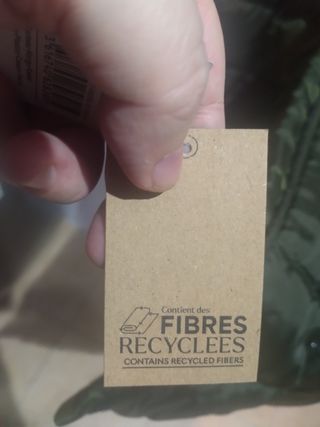 Contient des
FIBRES
RECYCLEES
CONTAINS RECYCLED FIBERS